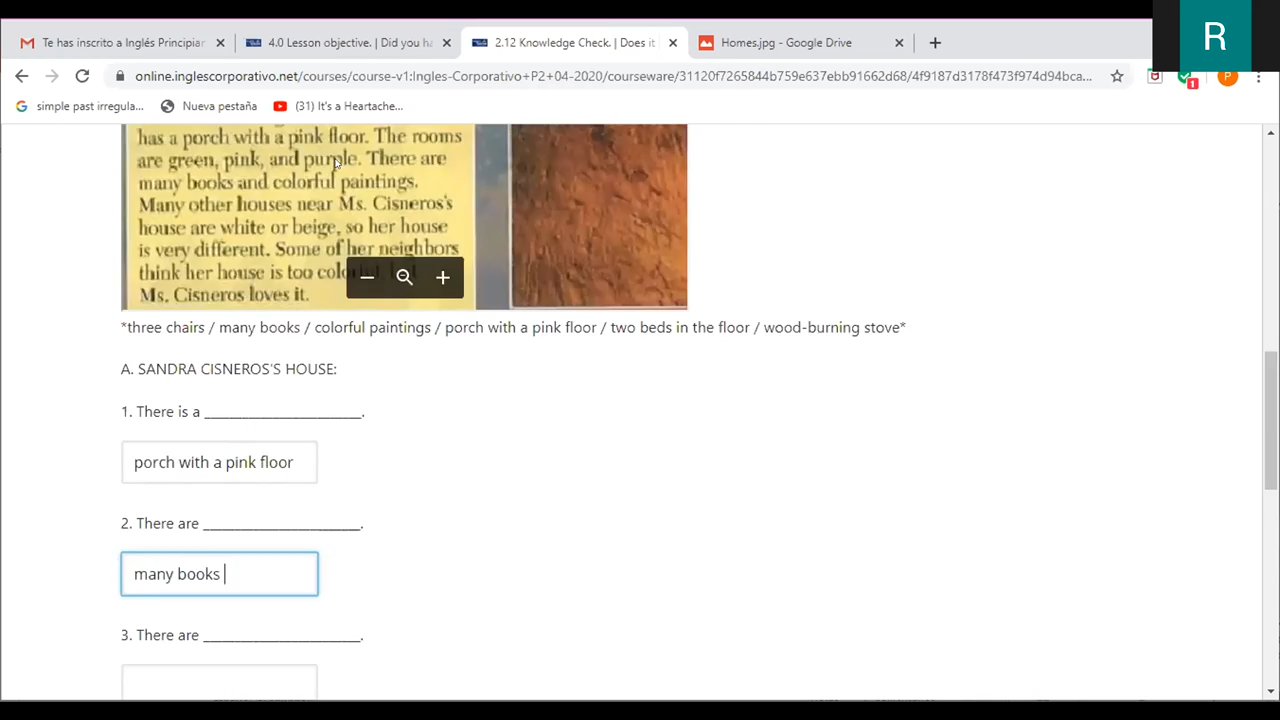 Te has inscrito a Inglés Principian
4.0 Lesson objective. | Did you ha
2.12 Knowledge Check. | Does it
Homes.jpg - Google Drive
R
online.inglescorporativo.net/courses/course-v1:Ingles-Corporativo+P2+04-2020/courseware/31120f7265844b759e637ebb91662d68/4f9187d3178f473f974d94bca...
1
P
simple past irregula...
Nueva pestaña
(31) It's a Heartache...
has a porch with a pink floor. The rooms
are green, pink, and purple. There are
many books and colorful paintings.
Many other houses near Ms. Cisneros's
house are white or beige, so her house
is very different. Some of her neighbors
think her house is too
Ms. Cisneros loves it.
*three chairs / many books / colorful paintings / porch with a pink floor / two beds in the floor / wood-burning stove*
A. SANDRA CISNEROS'S HOUSE:
1. There is a ______________________.
porch with a pink floor
2. There are ______________________.
many books
3. There are ______________________.